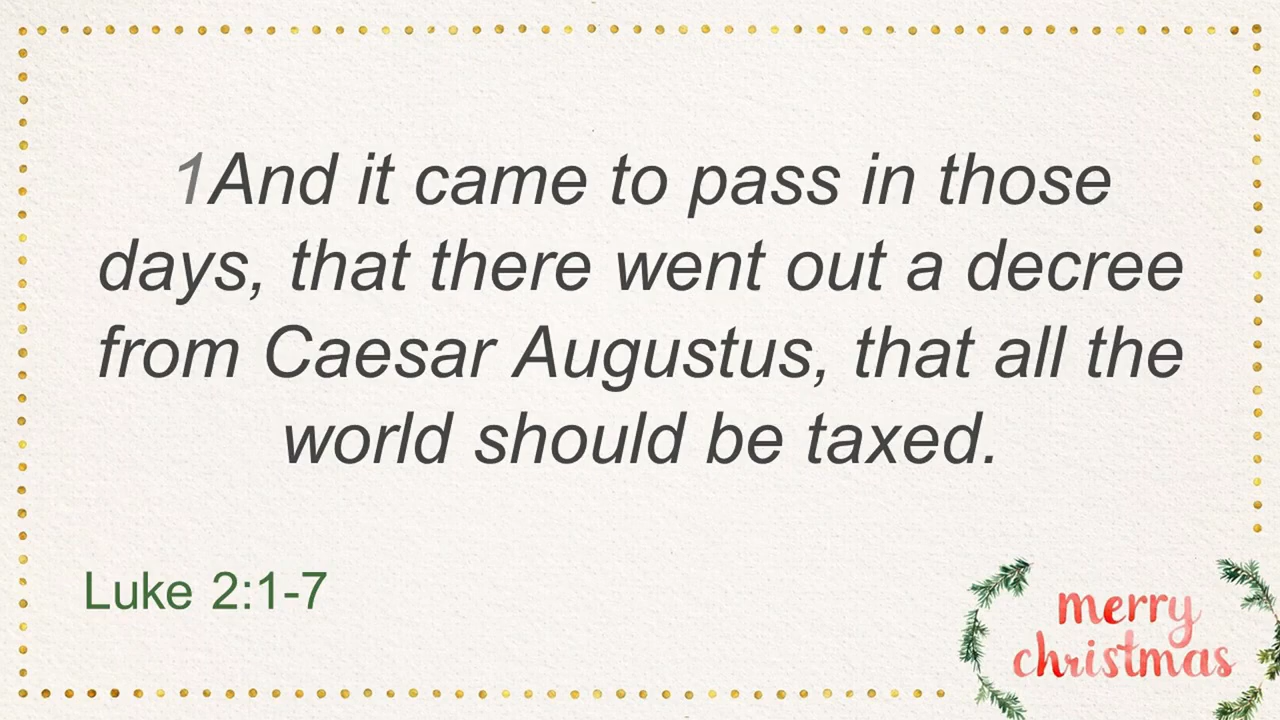 1And it came to pass in those
days, that there went out a decree
from Caesar Augustus, that all the
world should be taxed.
Luke 2:1-7
merry
christmas